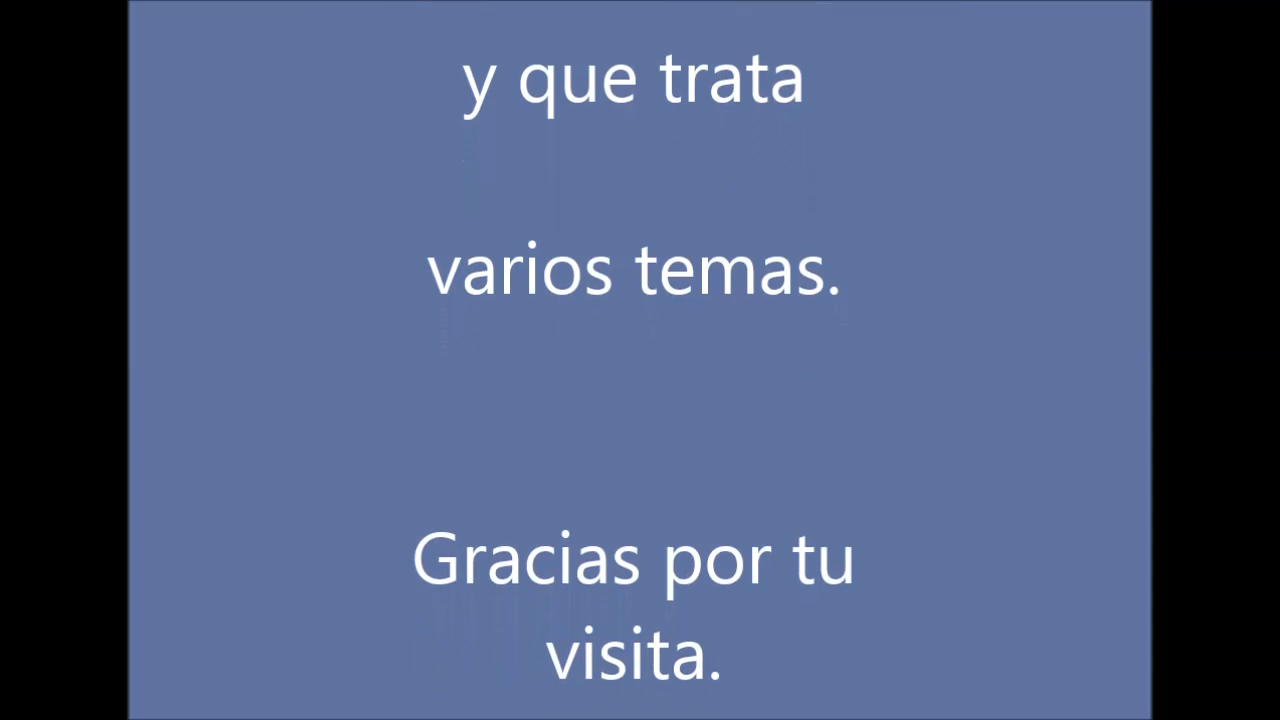 y que trata
varios temas.
Gracias por tu
visita.